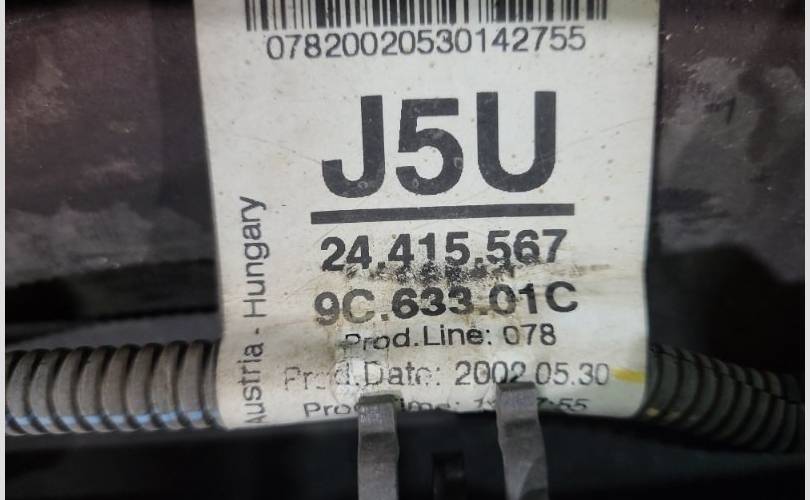 07820020530142755
J5U
24.415.567
9C.633.01C
Prod.Line: 078
Prod.Date: 2002.05.30
Austria - Hungary